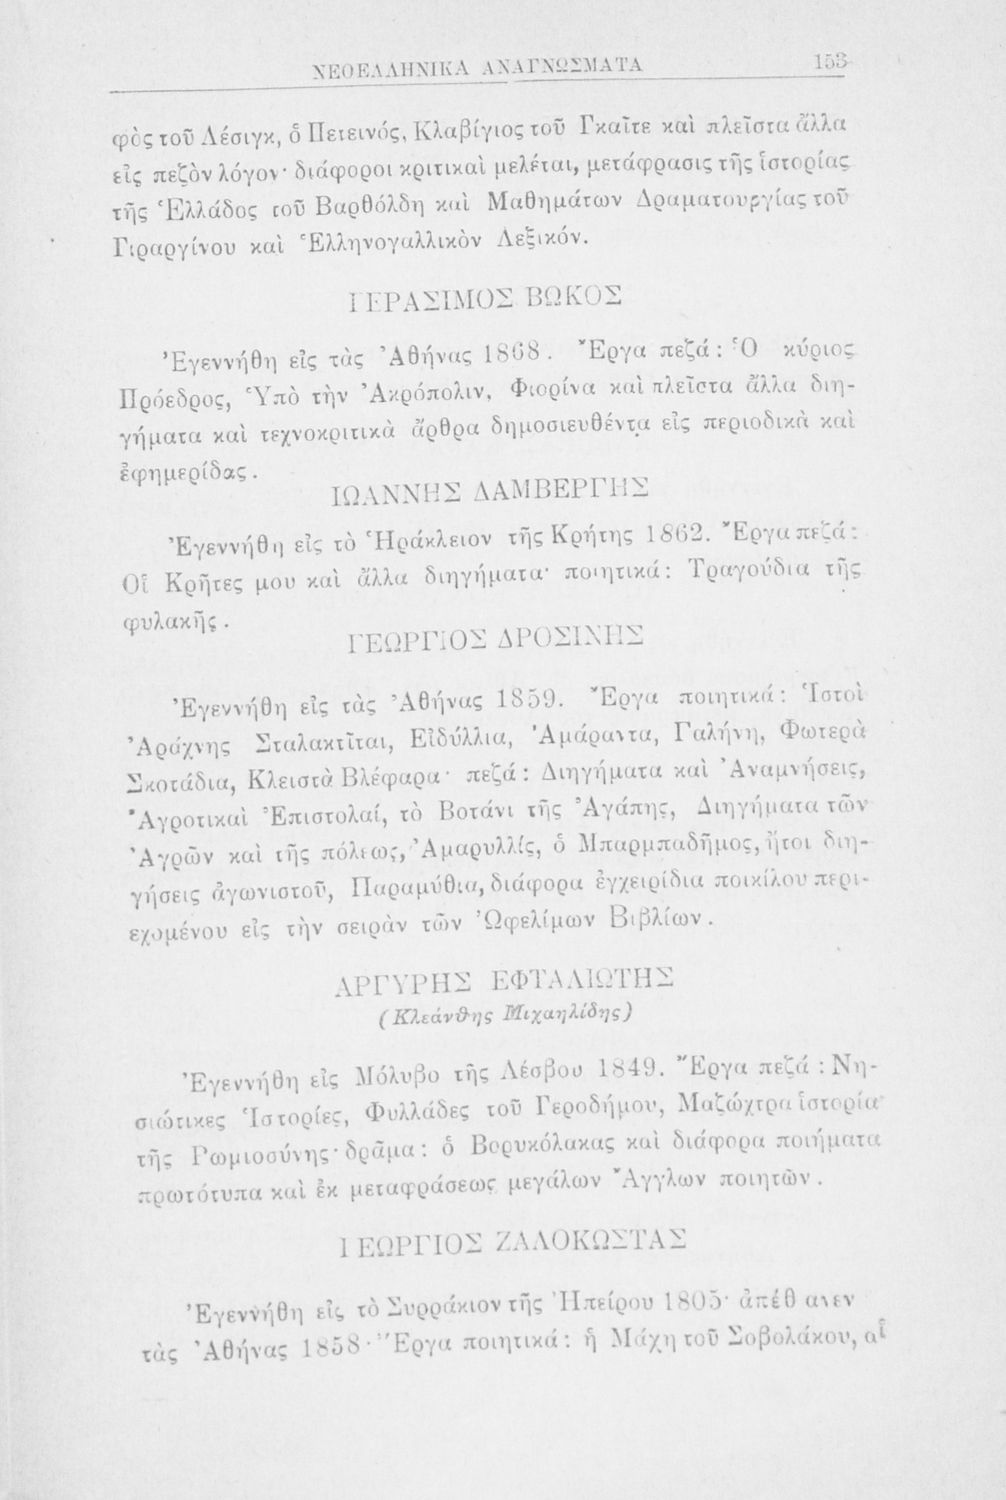 ΝΕΟΕΛΛΗΝΙΚΑ ΑΝΑΓΝΩΣΜΑΤΑ 153
φὸς τοῦ Λέσιγκ, ὁ Πετεινός, Κλαβίγιος τοῦ Γκαῖτε καὶ πλεῖστα ἄλλα
εἰς πεζὸν λόγον· διάφοροι κριτικαὶ μελέται, μετάφρασις τῆς ἱστορίας
τῆς Ἑλλάδος τοῦ Βαρθόλδη καὶ Μαθημάτων Δραματουργίας τοῦ
Γιραργίνου καὶ Ἑλληνογαλλικὸν Λεξικόν.
ΓΕΡΑΣΙΜΟΣ ΒΩΚΟΣ
Ἐγεννήθη εἰς τὰς Ἀθήνας 1868. Ἔργα πεζά: Ὁ κύριος
Πρόεδρος, Ὑπὸ τὴν Ἀκρόπολιν, Φιορίνα καὶ πλεῖστα ἄλλα διη-
γήματα καὶ τεχνοκριτικὰ ἄρθρα δημοσιευθέντα εἰς περιοδικὰ καὶ
ἐφημερίδας.
ΙΩΑΝΝΗΣ ΔΑΜΒΕΡΓΗΣ
Ἐγεννήθη εἰς τὸ Ἡράκλειον τῆς Κρήτης 1862. Ἔργα πεζά:
Οἱ Κρῆτες μου καὶ ἄλλα διηγήματα· ποιητικά: Τραγούδια τῆς
φυλακῆς.
ΓΕΩΡΓΙΟΣ ΔΡΟΣΙΝΗΣ
Ἐγεννήθη εἰς τὰς Ἀθήνας 1859. Ἔργα ποιητικά: Ἱστοὶ
Ἀράχνης Σταλακτῖται, Εἰδύλλια, Ἀμάραντα, Γαλήνη, Φωτερὰ
Σκοτάδια, Κλειστὰ Βλέφαρα· πεζά: Διηγήματα καὶ Ἀναμνήσεις,
Ἀγροτικαὶ Ἐπιστολαί, τὸ Βοτάνι τῆς Ἀγάπης, Διηγήματα τῶν
Ἀγρῶν καὶ τῆς πόλεως, Ἀμαρυλλίς, ὁ Μπαρμπαδῆμος, ἤτοι διη-
γήσεις ἀγωνιστοῦ, Παραμύθια, διάφορα ἐγχειρίδια ποικίλου περι-
εχομένου εἰς τὴν σειρὰν τῶν Ὠφελίμων Βιβλίων.
ΑΡΓΥΡΗΣ ΕΦΤΑΛΙΩΤΗΣ
(Κλεάνθης Μιχαηλίδης)
Ἐγεννήθη εἰς Μόλυβο τῆς Λέσβου 1849. Ἔργα πεζά : Νη-
σιώτικες Ἱστορίες, Φυλλάδες τοῦ Γεροδήμου, Μαζώχτρα ἱστορία
τῆς Ρωμιοσύνης· δρᾶμα: ὁ Βορυκόλακας καὶ διάφορα ποιήματα
πρωτότυπα καὶ ἐκ μεταφράσεως μεγάλων Ἄγγλων ποιητῶν.
ΓΕΩΡΓΙΟΣ ΖΑΛΟΚΩΣΤΑΣ
Ἐγεννήθη εἰς τὸ Συρράκιον τῆς Ἠπείρου 1805· ἀπέθανεν
τὰς Ἀθήνας 1858· Ἔργα ποιητικά: ἡ Μάχη τοῦ Σοβολάκου, αἱ